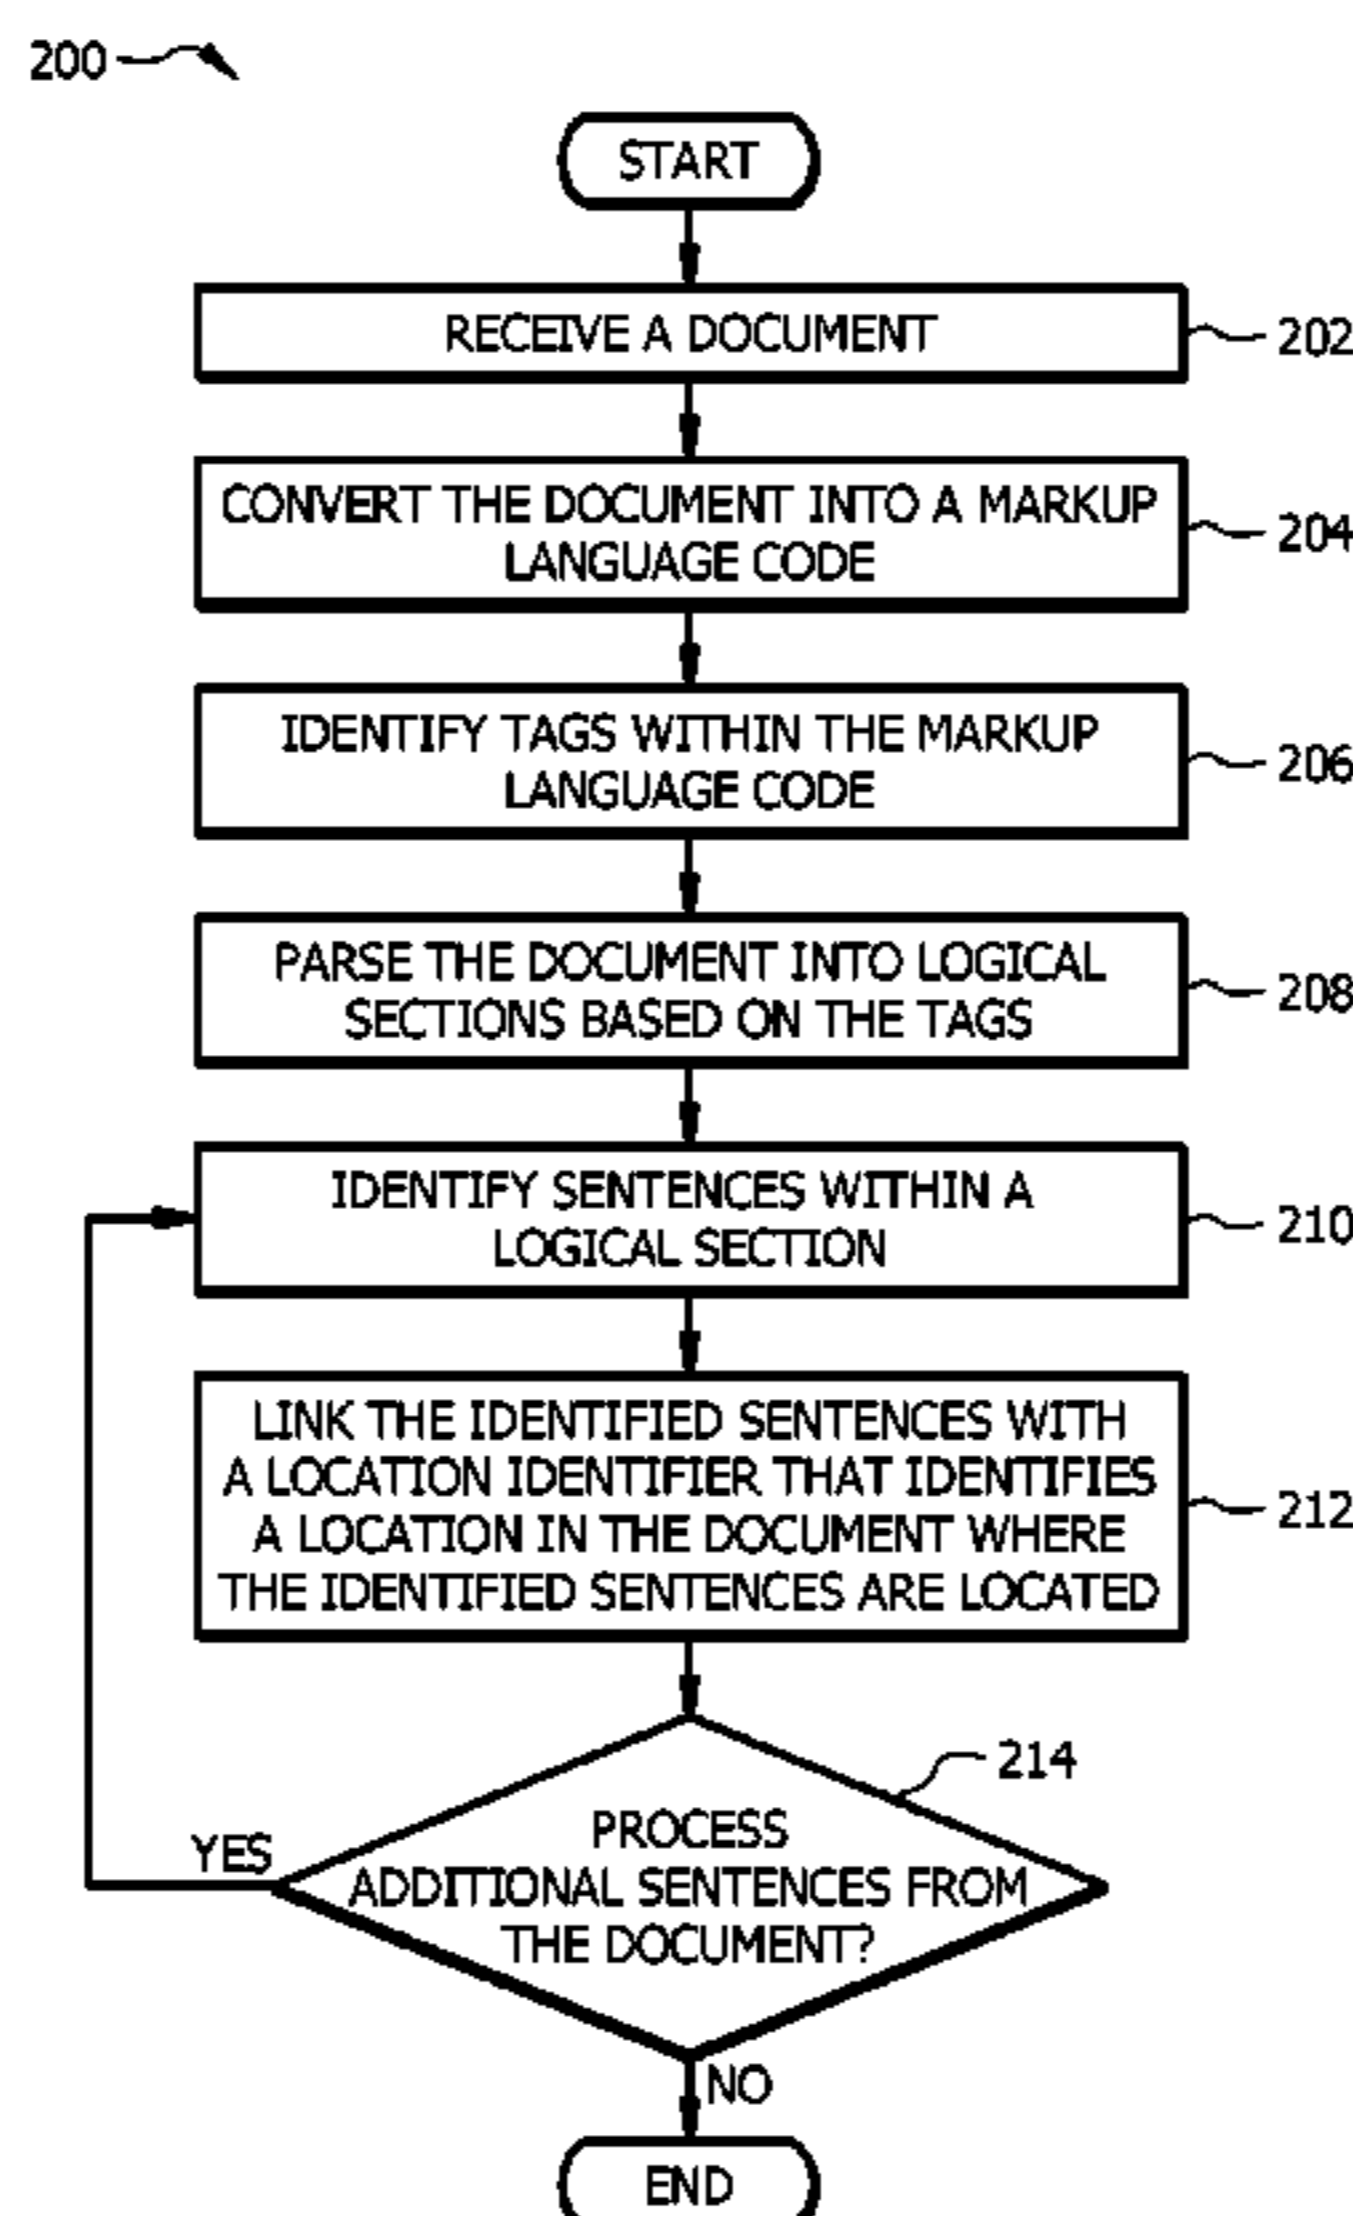 200
START
RECEIVE A DOCUMENT
202
CONVERT THE DOCUMENT INTO A MARKUP
LANGUAGE CODE
204
IDENTIFY TAGS WITHIN THE MARKUP
LANGUAGE CODE
206
PARSE THE DOCUMENT INTO LOGICAL
SECTIONS BASED ON THE TAGS
208
IDENTIFY SENTENCES WITHIN A
LOGICAL SECTION
210
LINK THE IDENTIFIED SENTENCES WITH
A LOCATION IDENTIFIER THAT IDENTIFIES
A LOCATION IN THE DOCUMENT WHERE
THE IDENTIFIED SENTENCES ARE LOCATED
212
214
PROCESS
ADDITIONAL SENTENCES FROM
THE DOCUMENT?
YES
NO
END